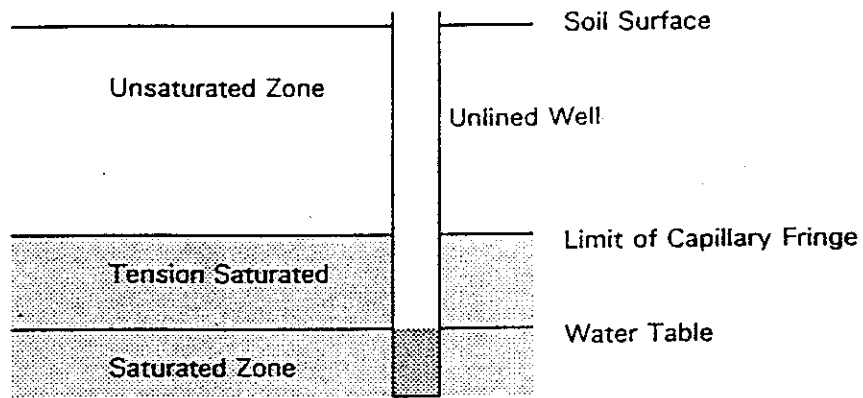 Soil Surface
Unsaturated Zone
Unlined Well
Limit of Capillary Fringe
Tension Saturated
Water Table
Saturated Zone